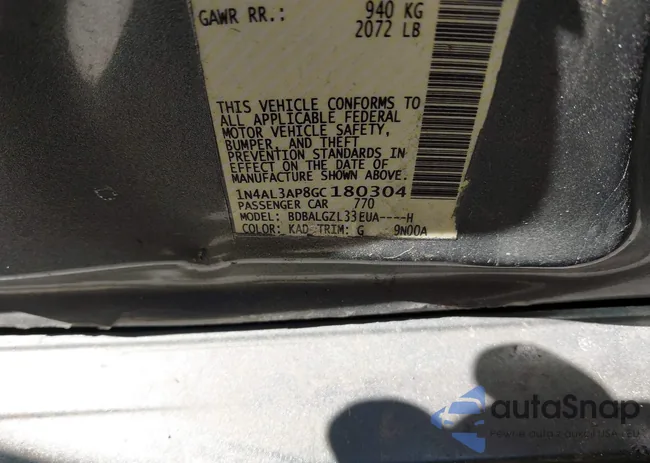 GAWR RR.: 940 KG
2072 LB
THIS VEHICLE CONFORMS TO
ALL APPLICABLE FEDERAL
MOTOR VEHICLE SAFETY,
BUMPER, AND THEFT
PREVENTION STANDARDS IN
EFFECT ON THE DATE OF
MANUFACTURE SHOWN ABOVE.
1N4AL3AP8GC180304
PASSENGER CAR 770
MODEL: BDBALGZL33EUA----H
COLOR: KAD TRIM: G 9N00A
autaSnap